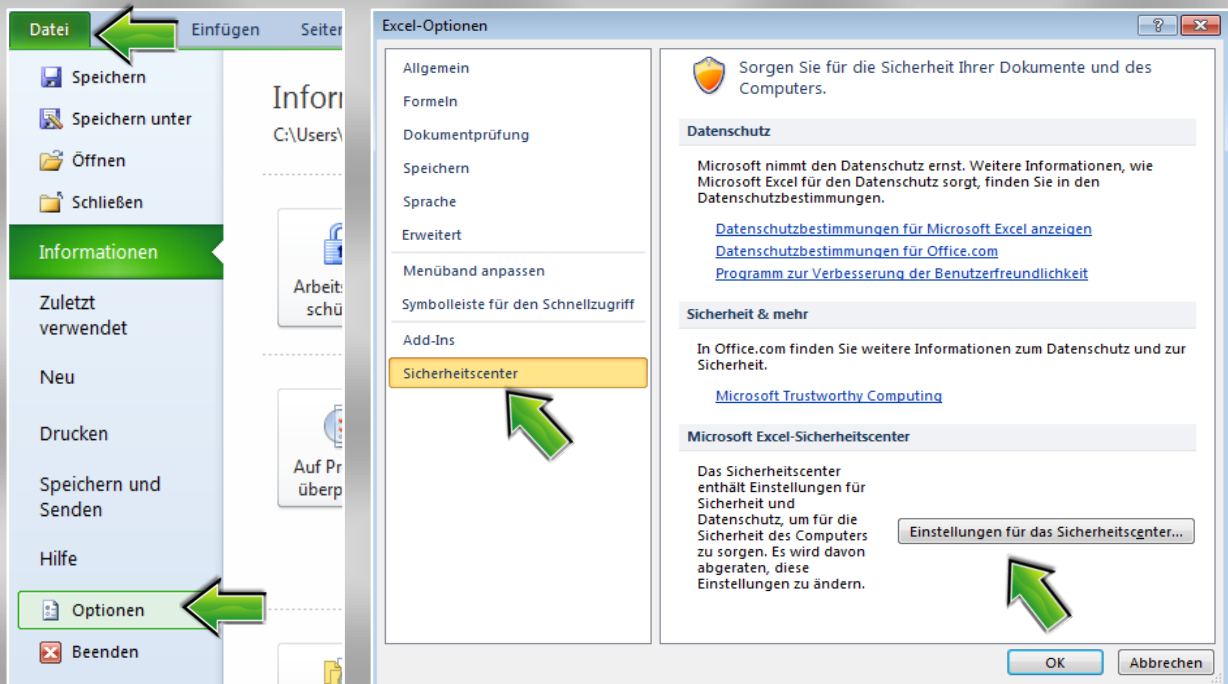 Datei
Einfügen
Speichern
Speichern unter
Öffnen
Schließen
Informationen
Zuletzt
verwendet
Neu
Drucken
Speichern und
Senden
Hilfe
Optionen
Beenden
C:\Users\
Excel-Optionen
Allgemein
Formeln
Dokumentprüfung
Speichern
Sprache
Erweitert
Menüband anpassen
Symbolleiste für den Schnellzugriff
Add-Ins
Sicherheitscenter
Sorgen Sie für die Sicherheit Ihrer Dokumente und des
Computers.
Datenschutz
Microsoft nimmt den Datenschutz ernst. Weitere Informationen, wie
Microsoft Excel für den Datenschutz sorgt, finden Sie in den
Datenschutzbestimmungen.
Datenschutzbestimmungen für Microsoft Excel anzeigen
Datenschutzbestimmungen für Office.com
Programm zur Verbesserung der Benutzerfreundlichkeit
Sicherheit & mehr
In Office.com finden Sie weitere Informationen zum Datenschutz und zur
Sicherheit.
Microsoft Trustworthy Computing
Microsoft Excel-Sicherheitscenter
Das Sicherheitscenter
enthält Einstellungen für
Sicherheit und
Datenschutz, um für die
Sicherheit des Computers
zu sorgen. Es wird davon
abgeraten, diese
Einstellungen zu ändern.
Einstellungen für das Sicherheitscenter...
OK
Abbrechen